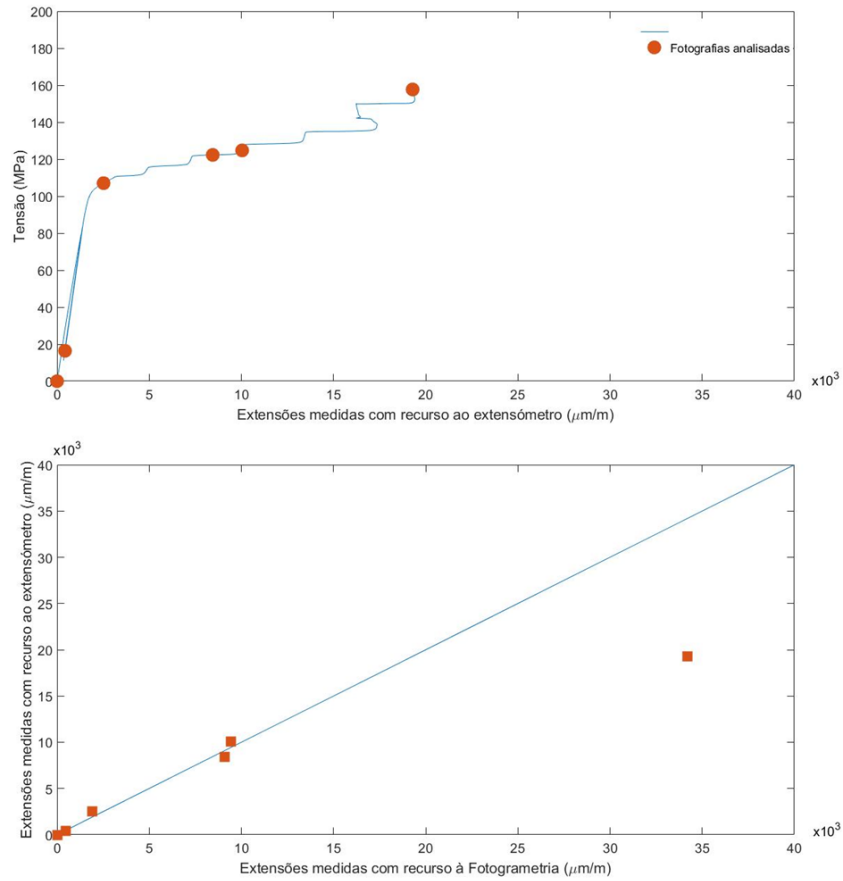 200
180
160
140
120
100
80
60
40
20
0
Tensão (MPa)
Fotografias analisadas
0 5 10 15 20 25 30 35 40
x10³
Extensões medidas com recurso ao extensómetro (μm/m)
x10³
40
35
30
25
20
15
10
5
0
Extensões medidas com recurso ao extensómetro (μm/m)
0 5 10 15 20 25 30 35 40
x10³
Extensões medidas com recurso à Fotogrametria (μm/m)